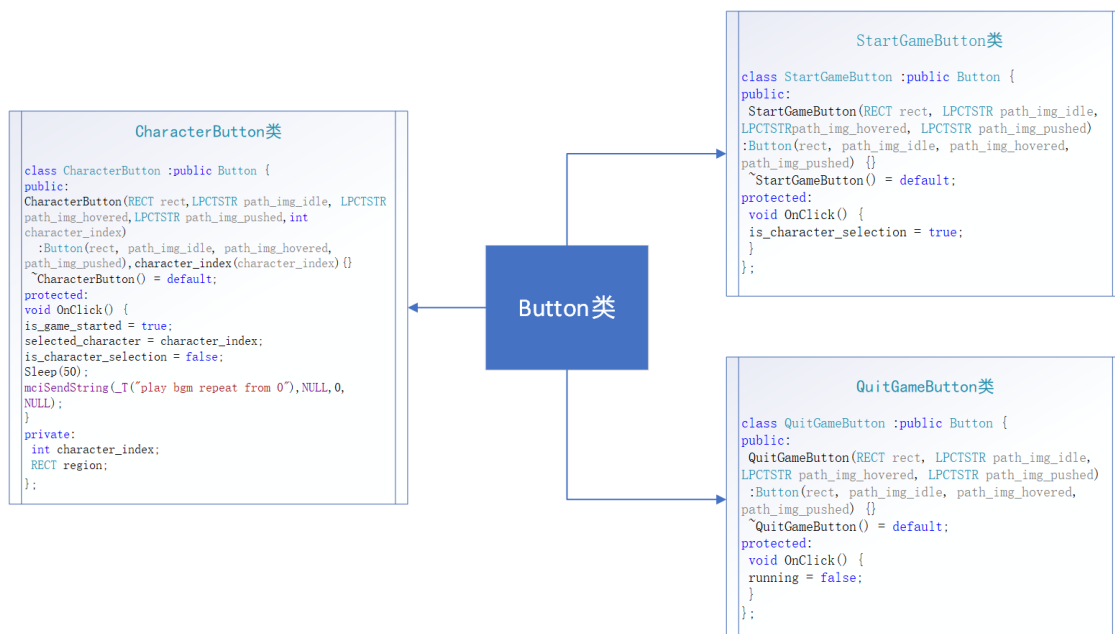 CharacterButton类
class CharacterButton :public Button {
public:
CharacterButton(RECT rect,LPCTSTR path_img_idle, LPCTSTR
path_img_hovered,LPCTSTR path_img_pushed,int
character_index)
:Button(rect, path_img_idle, path_img_hovered,
path_img_pushed),character_index(character_index){}
~CharacterButton() = default;
protected:
void OnClick() {
is_game_started = true;
selected_character = character_index;
is_character_selection = false;
Sleep(50);
mciSendString(_T("play bgm repeat from 0"),NULL,0,
NULL);
}
private:
int character_index;
RECT region;
};
Button类
StartGameButton类
class StartGameButton :public Button {
public:
StartGameButton(RECT rect, LPCTSTR path_img_idle,
LPCTSTRpath_img_hovered, LPCTSTR path_img_pushed)
:Button(rect, path_img_idle, path_img_hovered,
path_img_pushed) {}
~StartGameButton() = default;
protected:
void OnClick() {
is_character_selection = true;
}
};
QuitGameButton类
class QuitGameButton :public Button {
public:
QuitGameButton(RECT rect, LPCTSTR path_img_idle,
LPCTSTR path_img_hovered, LPCTSTR path_img_pushed)
:Button(rect, path_img_idle, path_img_hovered,
path_img_pushed) {}
~QuitGameButton() = default;
protected:
void OnClick() {
running = false;
}
};